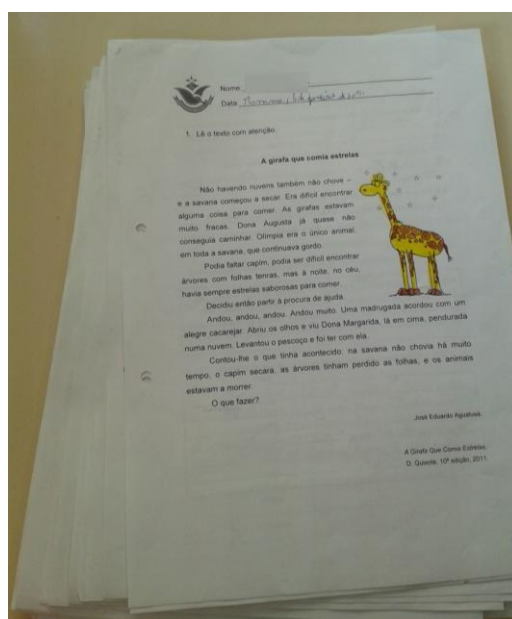 Nome
Data
1. Lê o texto com atenção.
A girafa que comia estrelas
Não havendo nuvens também não chove –
e a savana começou a secar. Era difícil encontrar
alguma coisa para comer. As girafas estavam
muito fracas. Dona Augusta já quase não
conseguia caminhar. Olímpia era o único animal,
em toda a savana, que continuava gordo.
Podia faltar capim, podia ser difícil encontrar
árvores com folhas tenras, mas à noite, no céu,
havia sempre estrelas saborosas para comer.
Decidiu então partir à procura de ajuda.
Andou, andou, andou. Andou muito. Uma madrugada acordou com um
alegre cacarejar. Abriu os olhos e viu Dona Margarida, lá em cima, pendurada
numa nuvem. Levantou o pescoço e foi ter com ela.
Contou-lhe o que tinha acontecido: na savana não chovia há muito
tempo, o capim secara, as árvores tinham perdido as folhas, e os animais
estavam a morrer.
O que fazer?
José Eduardo Agualusa,
A Girafa Que Comia Estrelas,
D. Quixote, 10ª edição, 2011.